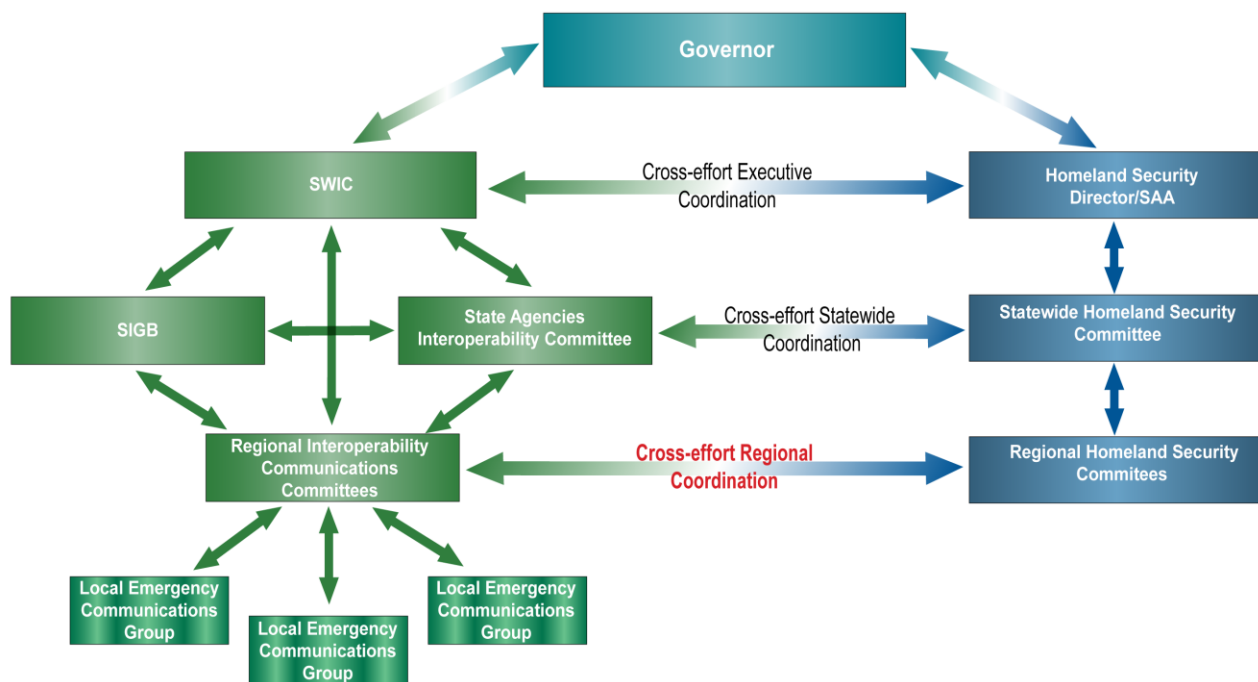 Governor
SWIC
Cross-effort Executive
Coordination
Homeland Security
Director/SAA
SIGB
State Agencies
Interoperability Committee
Cross-effort Statewide
Coordination
Statewide Homeland Security
Committee
Regional Interoperability
Communications
Committees
Cross-effort Regional
Coordination
Regional Homeland Security
Commitees
Local Emergency
Communications
Group
Local Emergency
Communications
Group
Local Emergency
Communications
Group